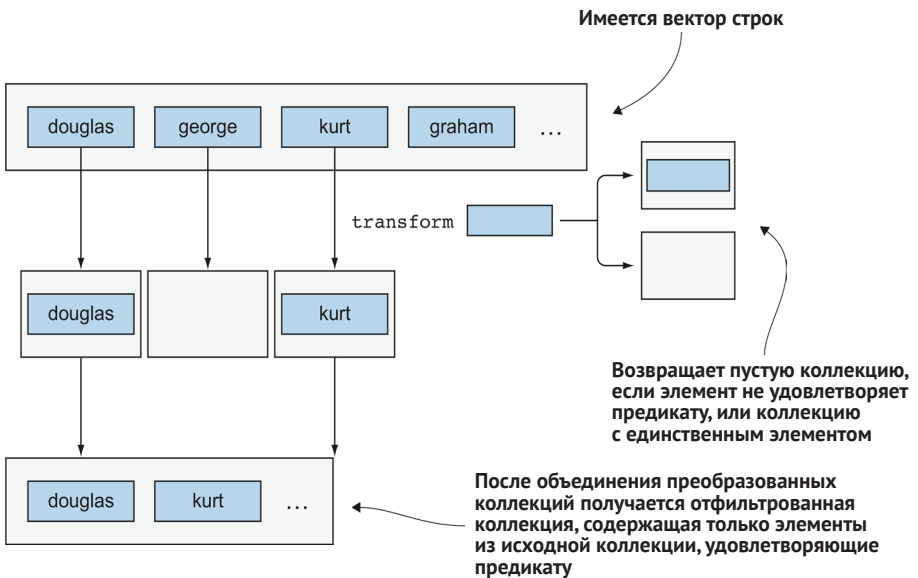 Имеется вектор строк
douglas george kurt graham ...
transform
douglas kurt
Возвращает пустую коллекцию,
если элемент не удовлетворяет
предикату, или коллекцию
с единственным элементом
douglas kurt ...
После объединения преобразованных
коллекций получается отфильтрованная
коллекция, содержащая только элементы
из исходной коллекции, удовлетворяющие
предикату